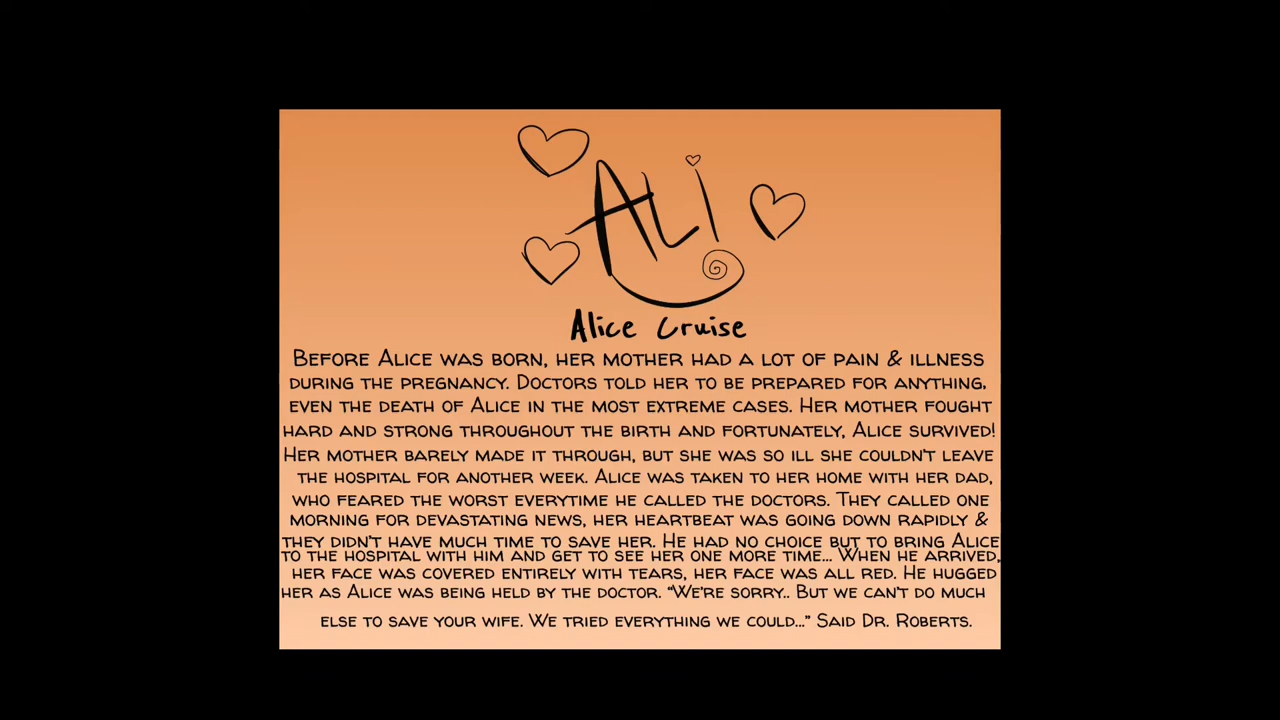 ALi
Alice Cruise
BEFORE ALICE WAS BORN, HER MOTHER HAD A LOT OF PAIN & ILLNESS
DURING THE PREGNANCY. DOCTORS TOLD HER TO BE PREPARED FOR ANYTHING,
EVEN THE DEATH OF ALICE IN THE MOST EXTREME CASES. HER MOTHER FOUGHT
HARD AND STRONG THROUGHOUT THE BIRTH AND FORTUNATELY, ALICE SURVIVED!
HER MOTHER BARELY MADE IT THROUGH, BUT SHE WAS SO ILL SHE COULDN'T LEAVE
THE HOSPITAL FOR ANOTHER WEEK. ALICE WAS TAKEN TO HER HOME WITH HER DAD,
WHO FEARED THE WORST EVERYTIME HE CALLED THE DOCTORS. THEY CALLED ONE
MORNING FOR DEVASTATING NEWS, HER HEARTBEAT WAS GOING DOWN RAPIDLY &
THEY DIDN'T HAVE MUCH TIME TO SAVE HER. HE HAD NO CHOICE BUT TO BRING ALICE
TO THE HOSPITAL WITH HIM AND GET TO SEE HER ONE MORE TIME... WHEN HE ARRIVED,
HER FACE WAS COVERED ENTIRELY WITH TEARS, HER FACE WAS ALL RED. HE HUGGED
HER AS ALICE WAS BEING HELD BY THE DOCTOR. "WE'RE SORRY.. BUT WE CAN'T DO MUCH
ELSE TO SAVE YOUR WIFE. WE TRIED EVERYTHING WE COULD..." SAID DR. ROBERTS.